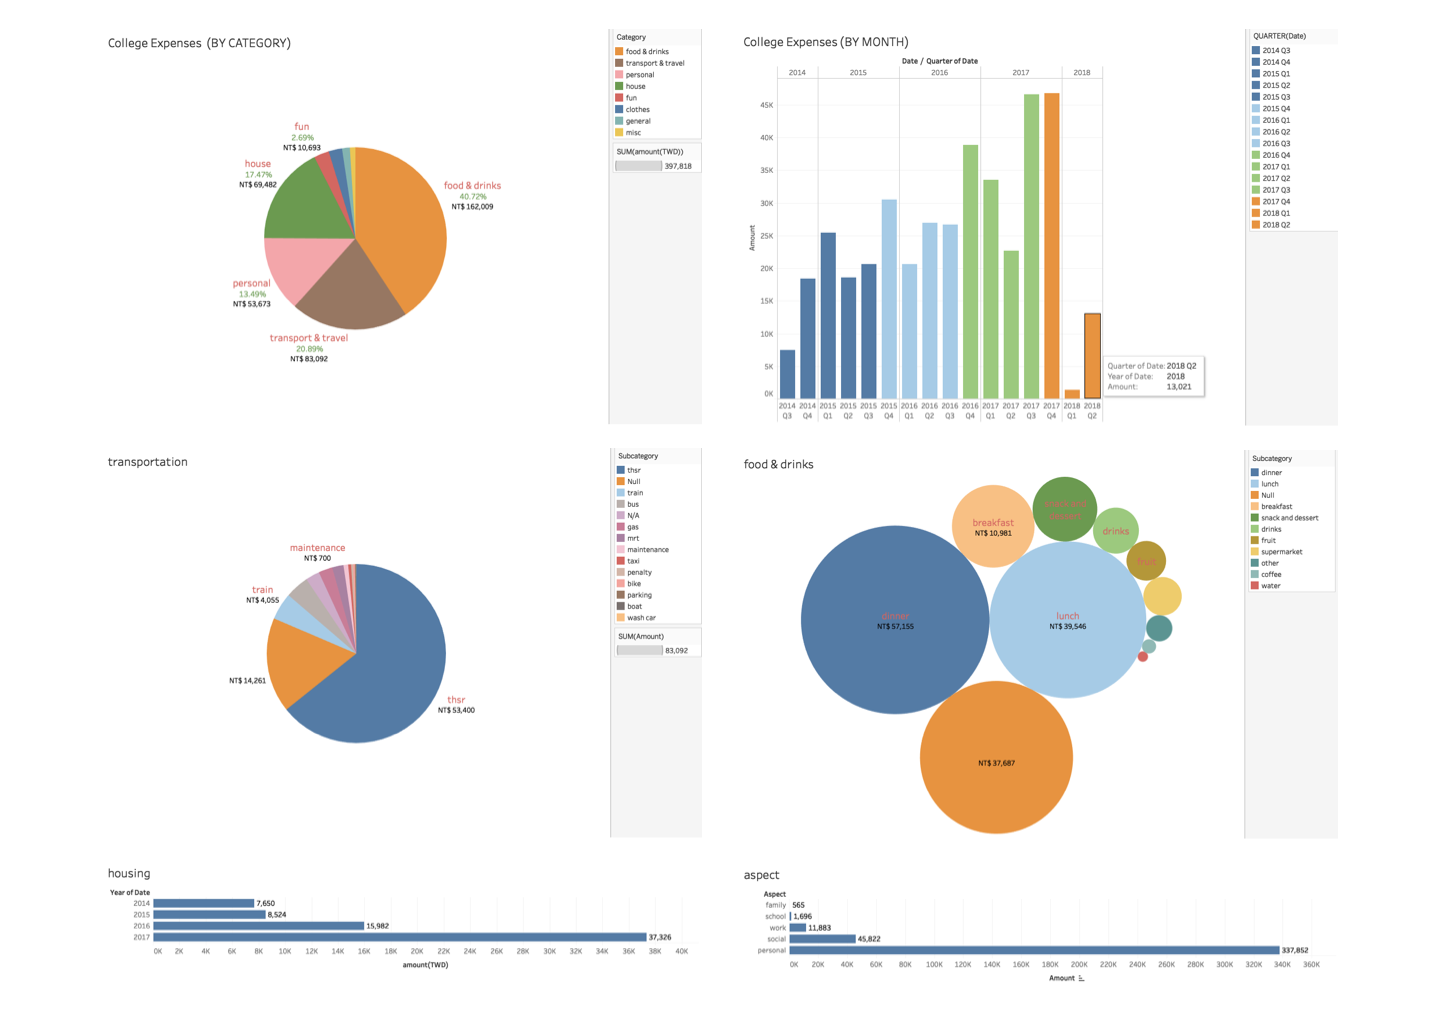 College Expenses (BY CATEGORY)
fun
2.69%
NT$ 10,693
house
17.47%
NT$ 69,482
food & drinks
40.72%
NT$ 162,009
personal
13.49%
NT$ 53,673
transport & travel
20.89%
NT$ 83,092
Category
food & drinks
transport & travel
personal
house
fun
clothes
general
misc
SUM(amount(TWD))
397,818
College Expenses (BY MONTH)
Date / Quarter of Date
2014 2015 2016 2017 2018
45K
40K
35K
30K
25K
20K
15K
10K
5K
0K
Amount
2014 2014 2015 2015 2015 2015 2016 2016 2016 2016 2017 2017 2017 2017 2018 2018
Q3 Q4 Q1 Q2 Q3 Q4 Q1 Q2 Q3 Q4 Q1 Q2 Q3 Q4 Q1 Q2
Quarter of Date: 2018 Q2
Year of Date: 2018
Amount: 13,021
QUARTER(Date)
2014 Q3
2014 Q4
2015 Q1
2015 Q2
2015 Q3
2015 Q4
2016 Q1
2016 Q2
2016 Q3
2016 Q4
2017 Q1
2017 Q2
2017 Q3
2017 Q4
2018 Q1
2018 Q2
transportation
maintenance
NT$ 700
train
NT$ 4,055
NT$ 14,261
thsr
NT$ 53,400
Subcategory
thsr
Null
train
bus
N/A
gas
mrt
maintenance
taxi
penalty
bike
parking
boat
wash car
SUM(Amount)
83,092
food & drinks
breakfast
NT$ 10,981
drinks
fruit
dinner
NT$ 57,155
lunch
NT$ 39,546
NT$ 37,687
Subcategory
dinner
lunch
Null
breakfast
snack and dessert
drinks
fruit
supermarket
other
coffee
water
housing
Year of Date
2014 7,650
2015 8,524
2016 15,982
2017 37,326
0K 2K 4K 6K 8K 10K 12K 14K 16K 18K 20K 22K 24K 26K 28K 30K 32K 34K 36K 38K 40K
amount(TWD)
aspect
Aspect
family 565
school 1,696
work 11,883
social 45,822
personal 337,852
0K 20K 40K 60K 80K 100K 120K 140K 160K 180K 200K 220K 240K 260K 280K 300K 320K 340K 360K
Amount